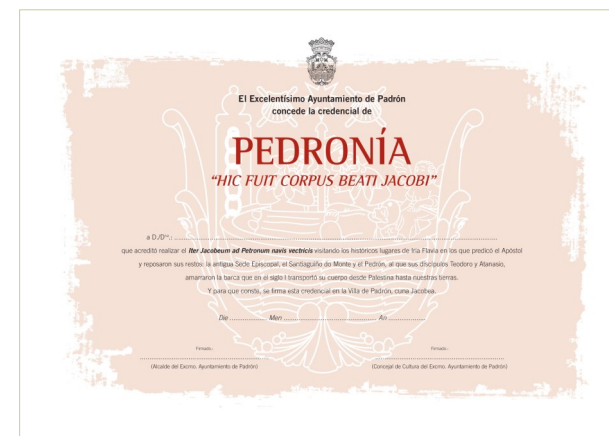 El Excelentísimo Ayuntamiento de Padrón
concede la credencial de
PEDRONÍA
"HIC FUIT CORPUS BEATI JACOBI"
a D./Dª.: ..............................................................................
que acreditó realizar el Iter Jacobeum ad Petronum navis vectricis visitando los históricos lugares de Iria Flavia en los que predicó el Apóstol
y reposaron sus restos: la antigua Sede Episcopal, el Santiaguiño do Monte y el Pedrón, al que sus discípulos Teodoro y Atanasio,
amarraron la barca que en el siglo I transportó su cuerpo desde Palestina hasta nuestras tierras.
Y para que conste, se firma esta credencial en la Villa de Padrón, cuna Jacobea.
Die ............... Men ..................................... An ...............
Firmado.: Firmado.:
(Alcalde del Excmo. Ayuntamiento de Padrón) (Concejal de Cultura del Excmo. Ayuntamiento de Padrón)